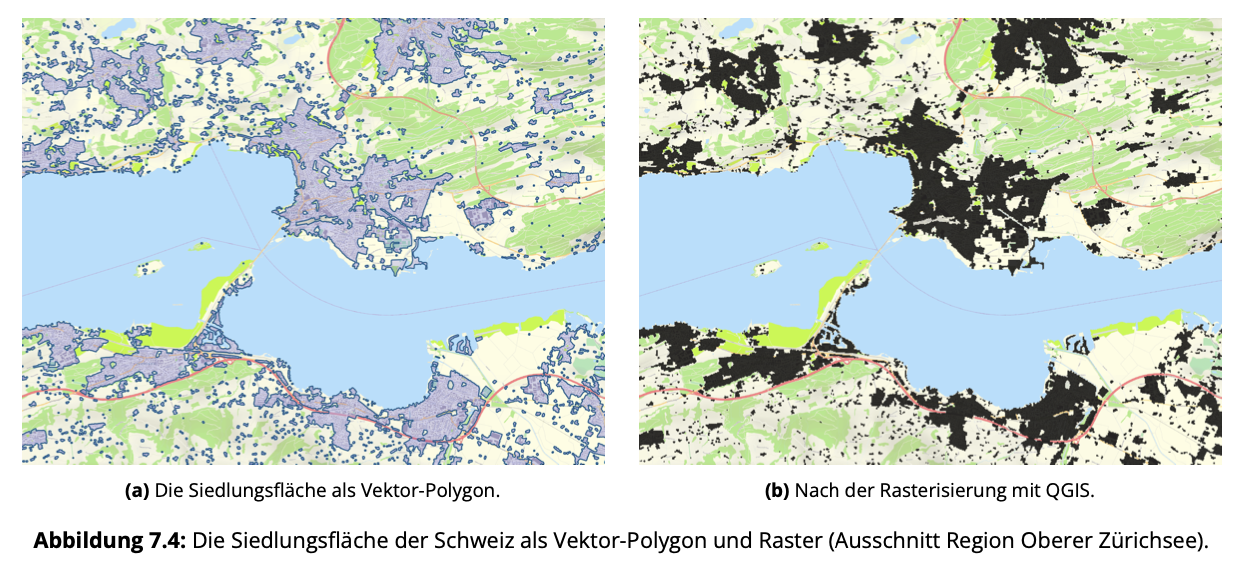 (a) Die Siedlungsfläche als Vektor-Polygon.
(b) Nach der Rasterisierung mit QGIS.
Abbildung 7.4: Die Siedlungsfläche der Schweiz als Vektor-Polygon und Raster (Ausschnitt Region Oberer Zürichsee).